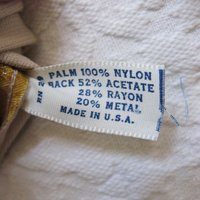 PALM 100% NYLON
BACK 52% ACETATE
28% RAYON
20% METAL
MADE IN U.S.A.